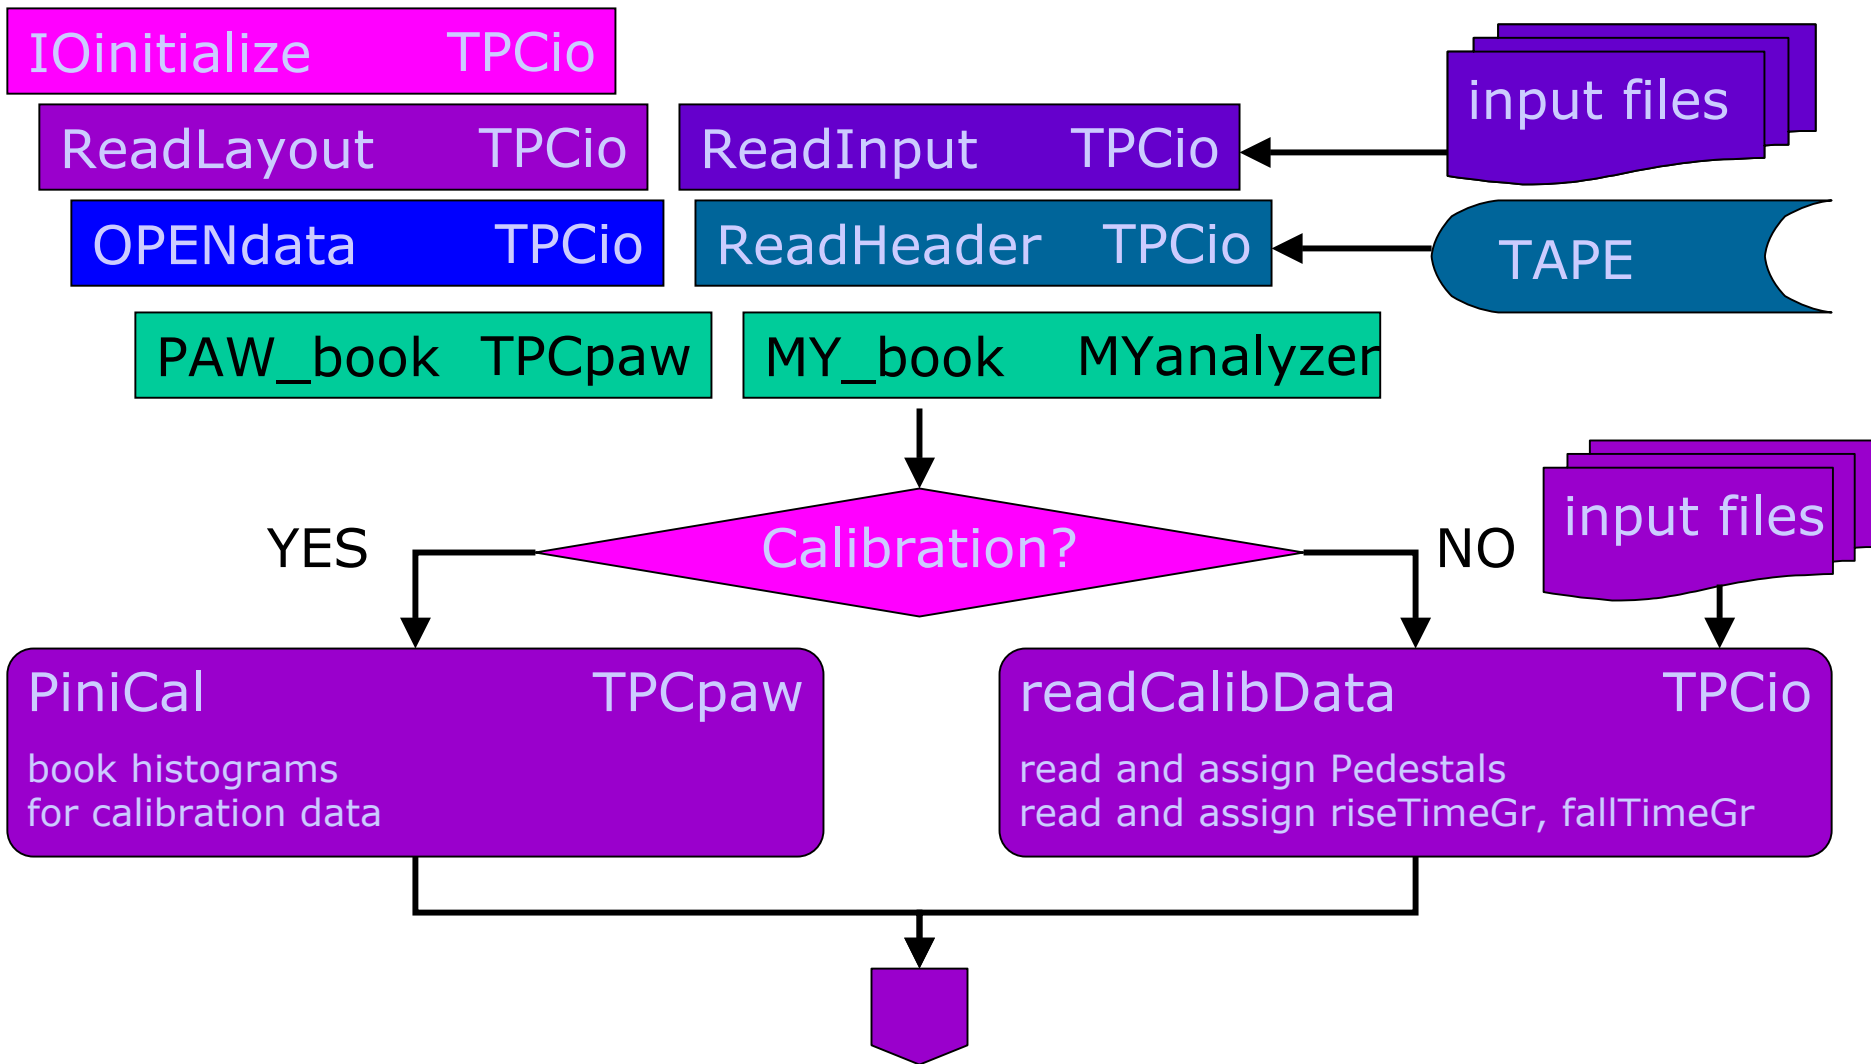 IOinitialize TPCio
input files
ReadLayout TPCio
ReadInput TPCio
OPENdata TPCio
ReadHeader TPCio
TAPE
PAW_book TPCpaw
MY_book MYanalyzer
YES
Calibration?
NO
input files
PiniCal TPCpaw
book histograms
for calibration data
readCalibData TPCio
read and assign Pedestals
read and assign riseTimeGr, fallTimeGr